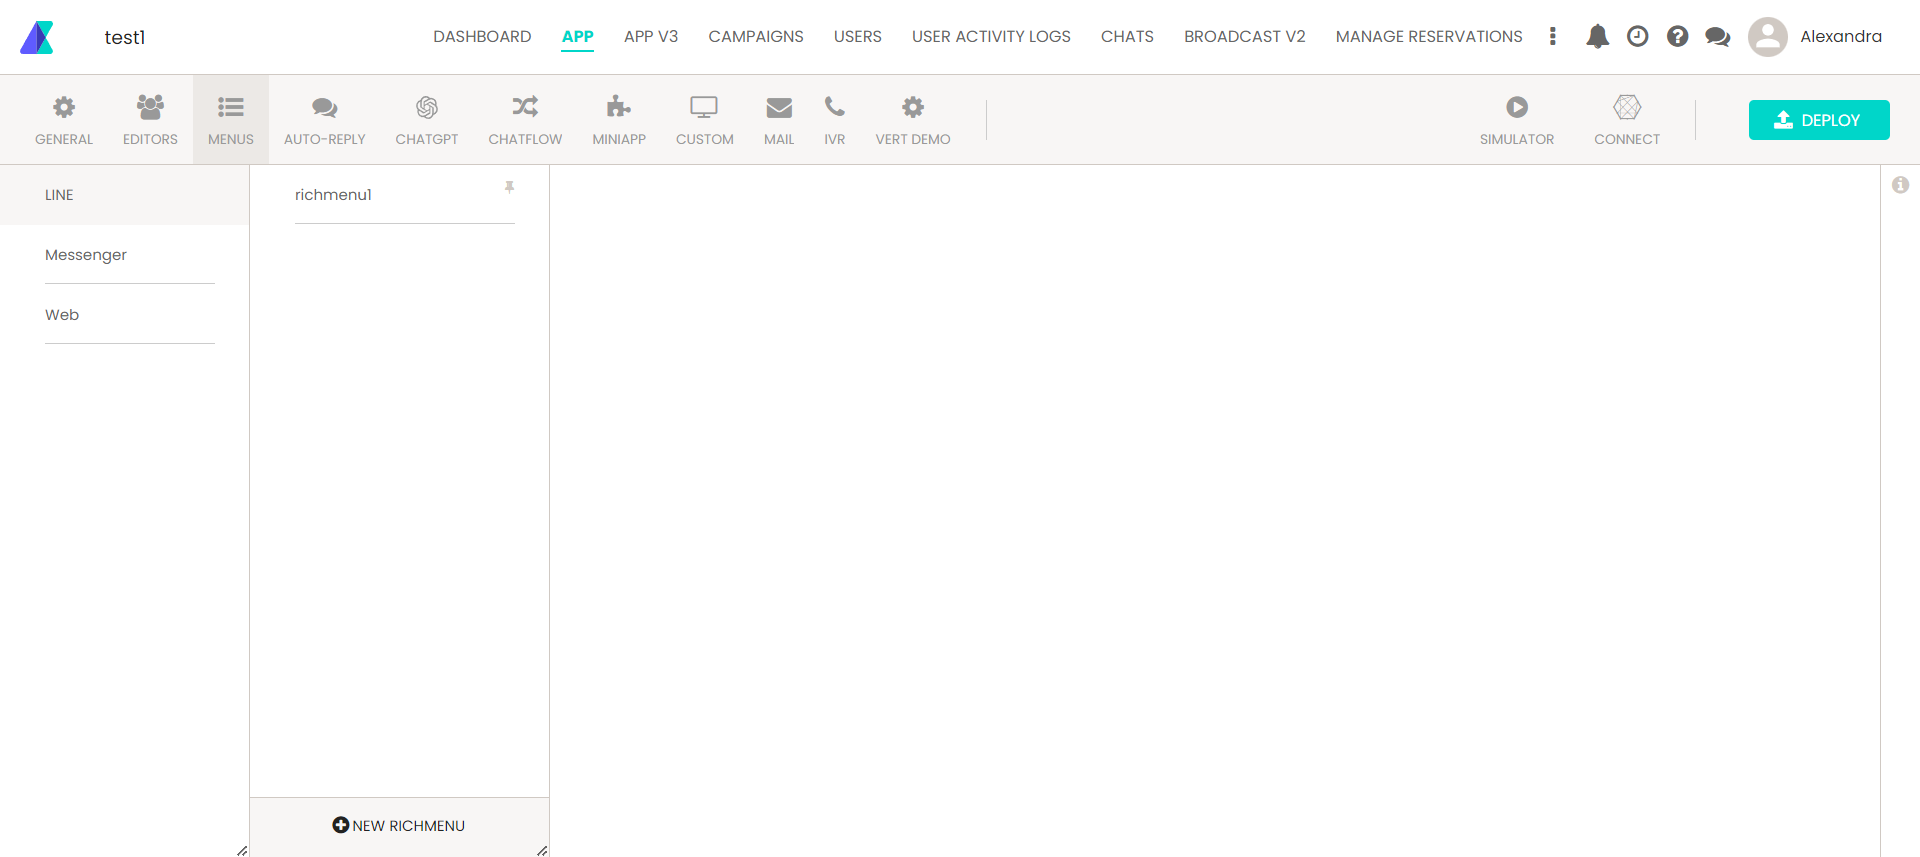 test1
DASHBOARD APP APP V3 CAMPAIGNS USERS USER ACTIVITY LOGS CHATS BROADCAST V2 MANAGE RESERVATIONS Alexandra
GENERAL EDITORS MENUS AUTO-REPLY CHATGPT CHATFLOW MINIAPP CUSTOM MAIL IVR VERT DEMO SIMULATOR CONNECT DEPLOY
LINE
Messenger
Web
richmenu1
NEW RICHMENU